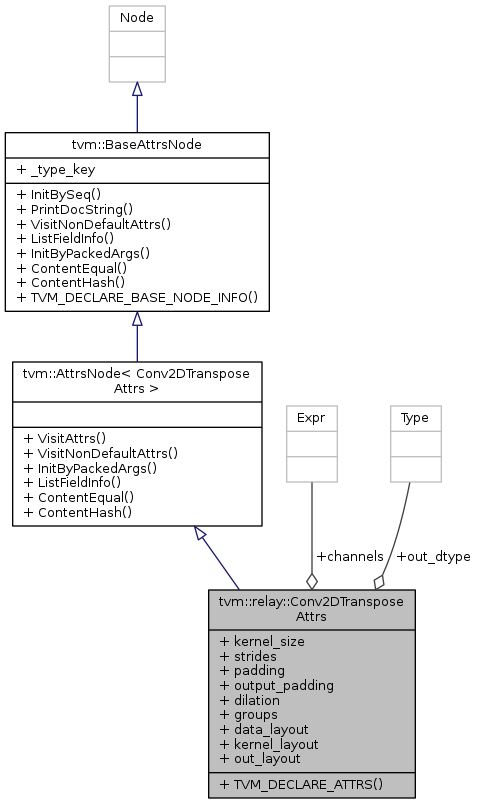 Node
tvm::BaseAttrsNode
+ _type_key
+ InitBySeq()
+ PrintDocString()
+ VisitNonDefaultAttrs()
+ ListFieldInfo()
+ InitByPackedArgs()
+ ContentEqual()
+ ContentHash()
+ TVM_DECLARE_BASE_NODE_INFO()
tvm::AttrsNode< Conv2DTranspose
Attrs >
+ VisitAttrs()
+ VisitNonDefaultAttrs()
+ InitByPackedArgs()
+ ListFieldInfo()
+ ContentEqual()
+ ContentHash()
Expr
Type
+channels
+out_dtype
tvm::relay::Conv2DTranspose
Attrs
+ kernel_size
+ strides
+ padding
+ output_padding
+ dilation
+ groups
+ data_layout
+ kernel_layout
+ out_layout
+ TVM_DECLARE_ATTRS()